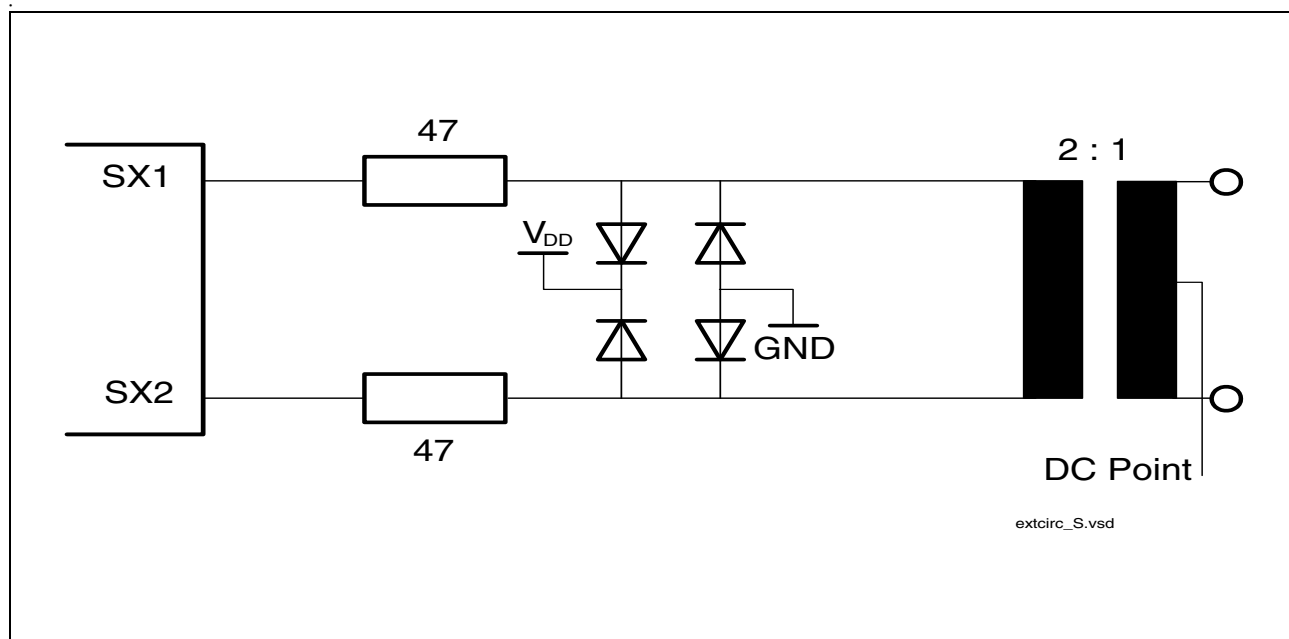 47
2 : 1
SX1
VDD
GND
SX2
47
DC Point
extcirc_S.vsd